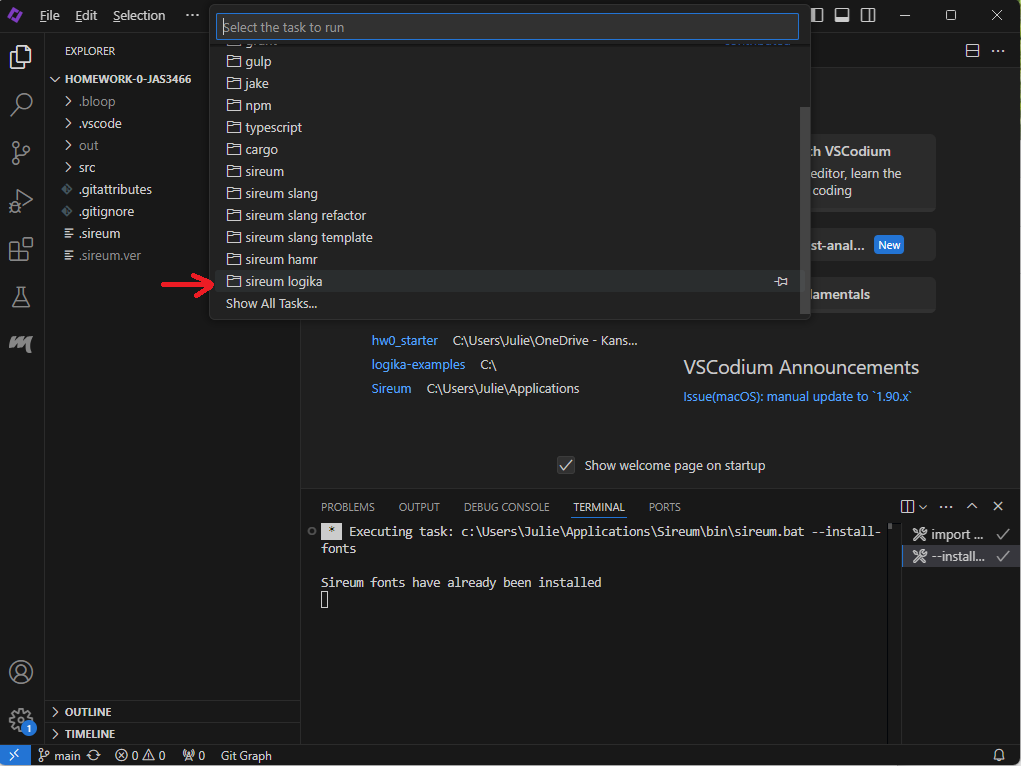 File Edit Selection ···
Select the task to run
EXPLORER
HOMEWORK-0-JAS3466
.bloop
.vscode
out
src
.gitattributes
.gitignore
.sireum
.sireum.ver
gulp
jake
npm
typescript
cargo
sireum
sireum slang
sireum slang refactor
sireum slang template
sireum hamr
sireum logika
Show All Tasks...
th VSCodium
editor, learn the
coding
st-anal... New
amentals
hw0_starter C:\Users\Julie\OneDrive - Kans...
logika-examples C:\
Sireum C:\Users\Julie\Applications
VSCodium Announcements
Issue(macOS): manual update to `1.90.x`
Show welcome page on startup
PROBLEMS OUTPUT DEBUG CONSOLE TERMINAL PORTS
* Executing task: c:\Users\Julie\Applications\Sireum\bin\sireum.bat --install-
fonts
Sireum fonts have already been installed
import ...
--install...
OUTLINE
TIMELINE
1
main 0 0 0 Git Graph